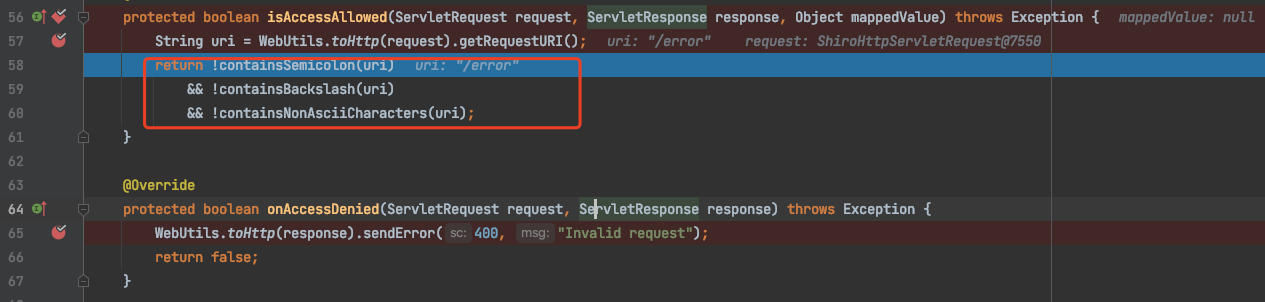 56 protected boolean isAccessAllowed(ServletRequest request, ServletResponse response, Object mappedValue) throws Exception { mappedValue: null
57 String uri = WebUtils.toHttp(request).getRequestURI(); uri: "/error" request: ShiroHttpServletRequest@7550
58 return !containsSemicolon(uri) uri: "/error"
59 && !containsBackslash(uri)
60 && !containsNonAsciiCharacters(uri);
61 }
62
63 @Override
64 protected boolean onAccessDenied(ServletRequest request, ServletResponse response) throws Exception {
65 WebUtils.toHttp(response).sendError( sc: 400, msg: "Invalid request");
66 return false;
67 }